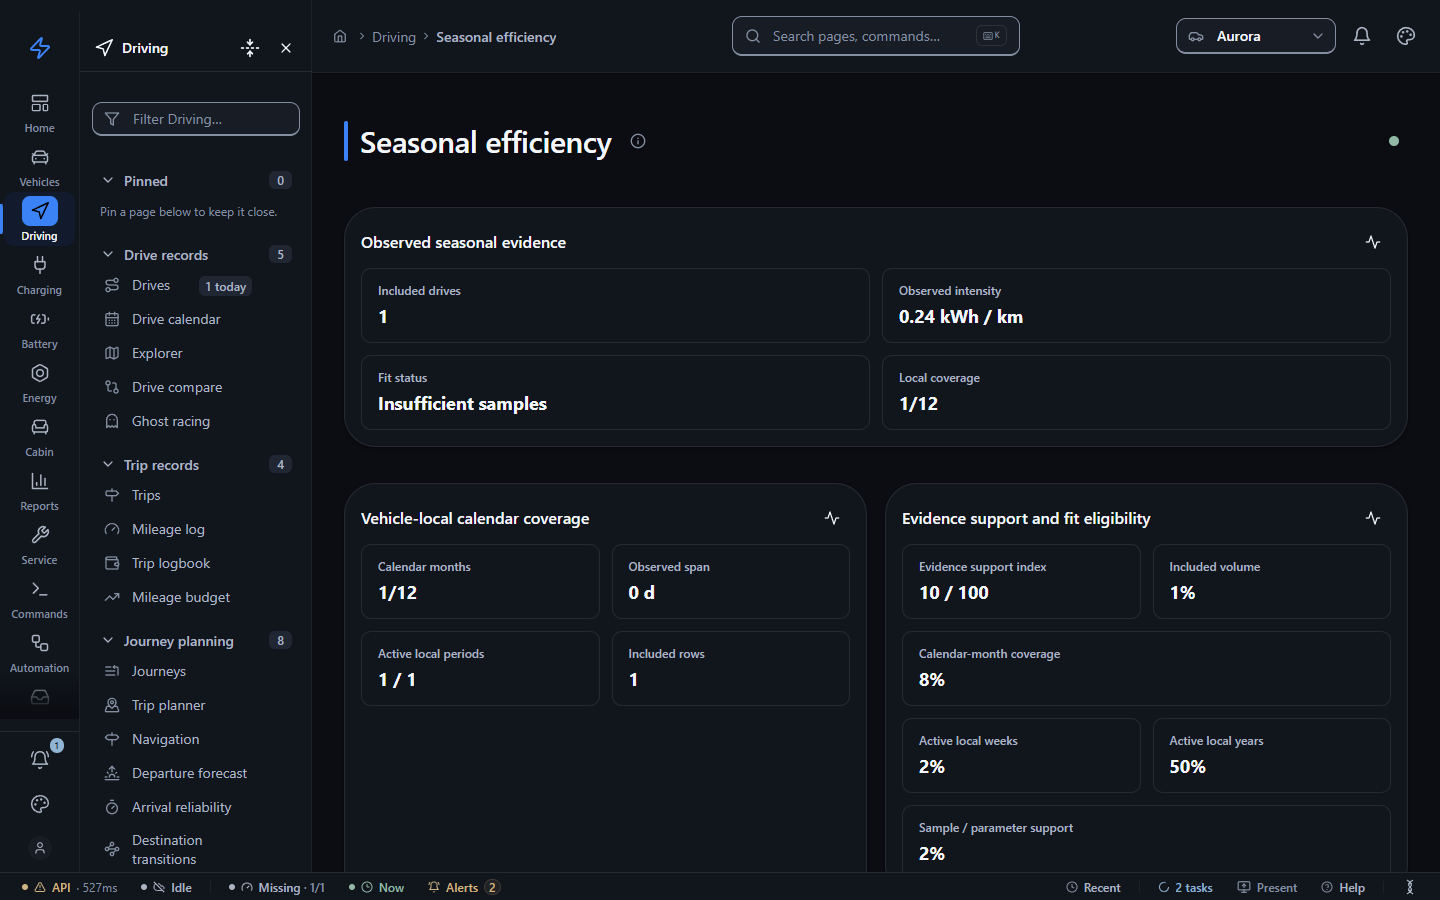 Driving
Driving
Seasonal efficiency
Search pages, commands...
K
Aurora
Home
Vehicles
Driving
Charging
Battery
Energy
Cabin
Reports
Service
Commands
Automation
1
Filter Driving...
Pinned
0
Pin a page below to keep it close.
Drive records
5
Drives
1 today
Drive calendar
Explorer
Drive compare
Ghost racing
Trip records
4
Trips
Mileage log
Trip logbook
Mileage budget
Journey planning
8
Journeys
Trip planner
Navigation
Departure forecast
Arrival reliability
Destination
transitions
Seasonal efficiency
Observed seasonal evidence
Included drives
1
Observed intensity
0.24 kWh / km
Fit status
Insufficient samples
Local coverage
1/12
Vehicle-local calendar coverage
Calendar months
1/12
Observed span
0 d
Active local periods
1 / 1
Included rows
1
Evidence support and fit eligibility
Evidence support index
10 / 100
Included volume
1%
Calendar-month coverage
8%
Active local weeks
2%
Active local years
50%
Sample / parameter support
2%
API · 527ms
Idle
Missing · 1/1
Now
Alerts 2
Recent
2 tasks
Present
Help